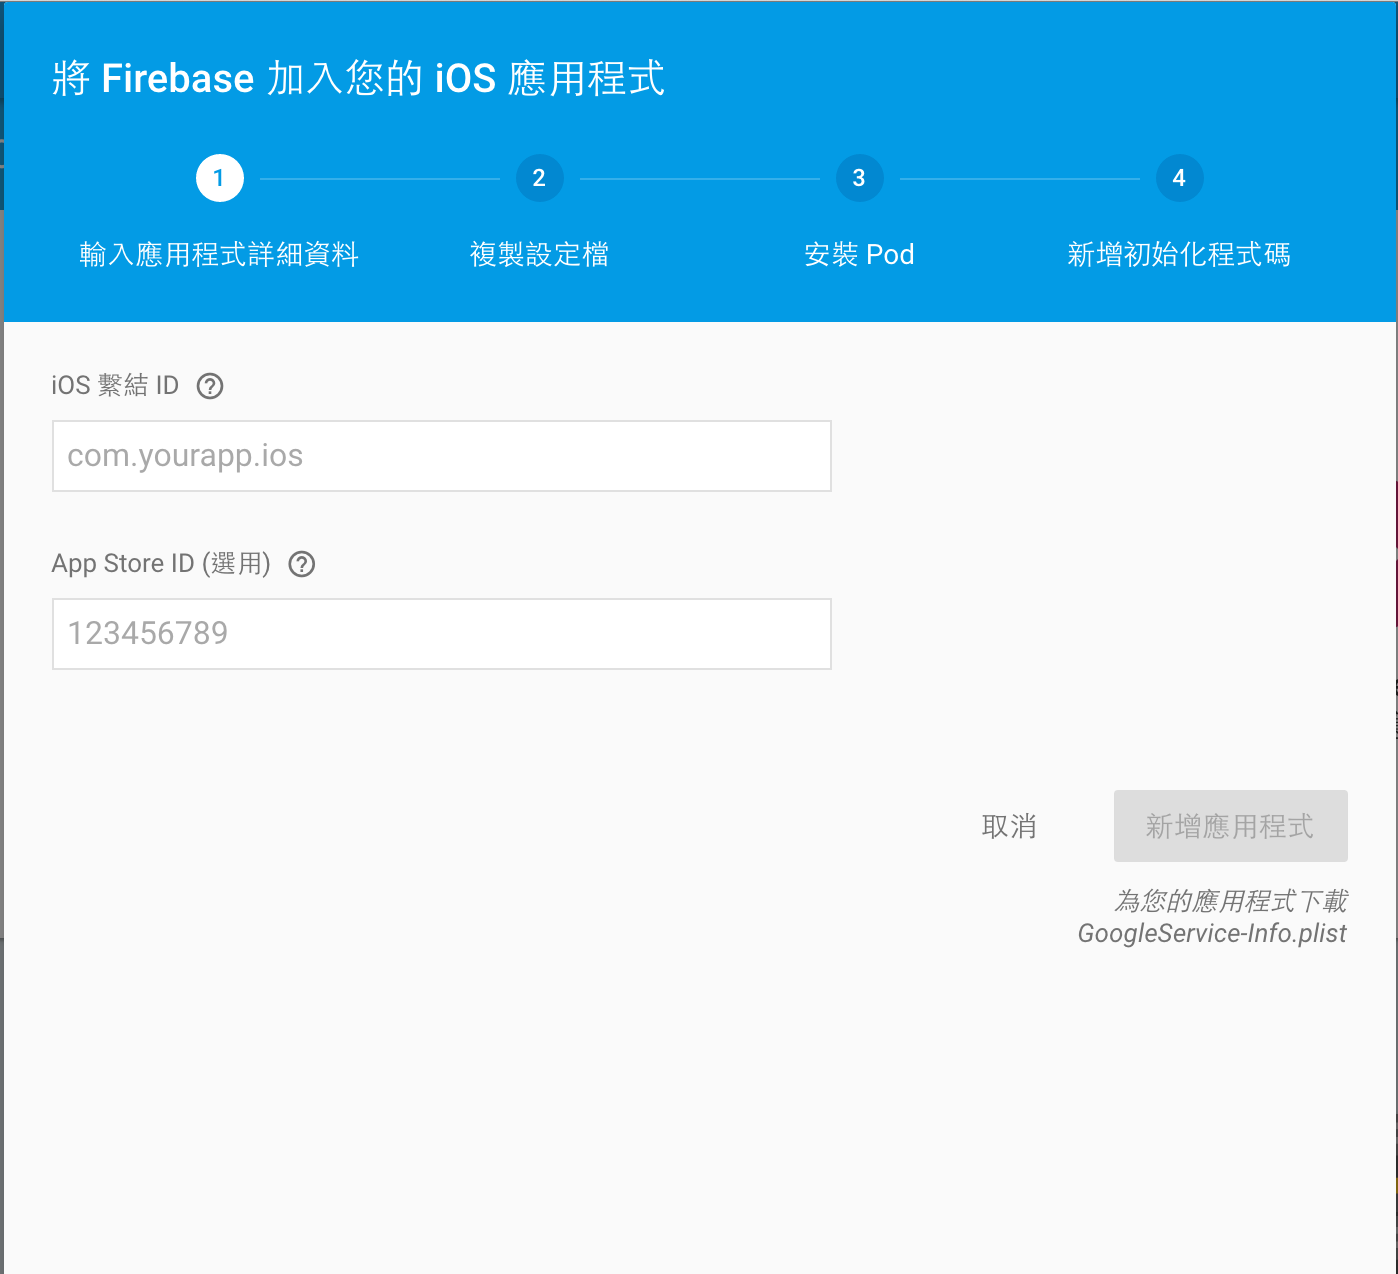 將 Firebase 加入您的 iOS 應用程式
1
2
3
4
輸入應用程式詳細資料
複製設定檔
安裝 Pod
新增初始化程式碼
iOS 繫結 ID ?
com.yourapp.ios
App Store ID (選用) ?
123456789
取消
新增應用程式
為您的應用程式下載
GoogleService-Info.plist